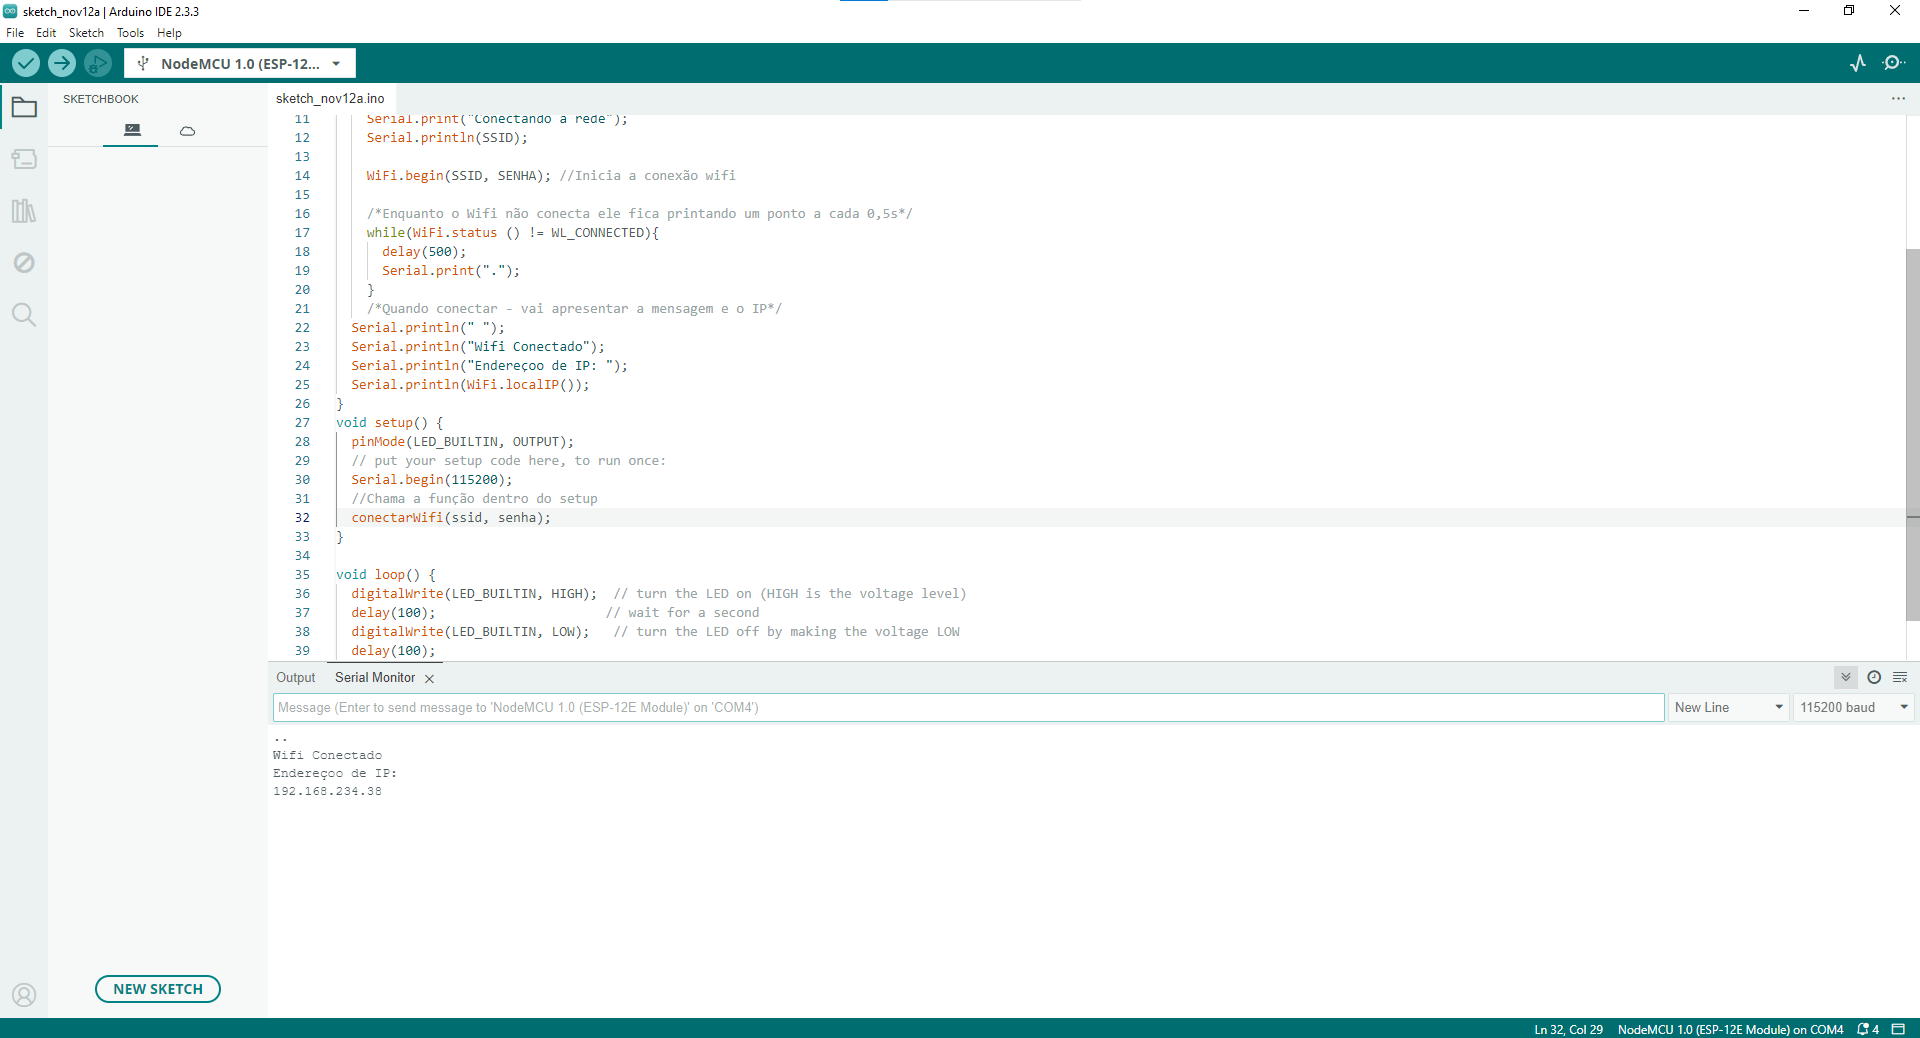 sketch_nov12a | Arduino IDE 2.3.3
File Edit Sketch Tools Help
NodeMCU 1.0 (ESP-12...
SKETCHBOOK
sketch_nov12a.ino
11 Serial.print("Conectando a rede");
12 Serial.println(SSID);
13
14 WiFi.begin(SSID, SENHA); //Inicia a conexão wifi
15
16 /*Enquanto o Wifi não conecta ele fica printando um ponto a cada 0,5s*/
17 while(WiFi.status () != WL_CONNECTED){
18 delay(500);
19 Serial.print(".");
20 }
21 /*Quando conectar - vai apresentar a mensagem e o IP*/
22 Serial.println(" ");
23 Serial.println("Wifi Conectado");
24 Serial.println("Endereçoo de IP: ");
25 Serial.println(WiFi.localIP());
26 }
27 void setup() {
28 pinMode(LED_BUILTIN, OUTPUT);
29 // put your setup code here, to run once:
30 Serial.begin(115200);
31 //Chama a função dentro do setup
32 conectarWifi(ssid, senha);
33 }
34
35 void loop() {
36 digitalWrite(LED_BUILTIN, HIGH); // turn the LED on (HIGH is the voltage level)
37 delay(100); // wait for a second
38 digitalWrite(LED_BUILTIN, LOW); // turn the LED off by making the voltage LOW
39 delay(100);
Output Serial Monitor
Message (Enter to send message to 'NodeMCU 1.0 (ESP-12E Module)' on 'COM4')
New Line
115200 baud
..
Wifi Conectado
Endereçoo de IP:
192.168.234.38
NEW SKETCH
Ln 32, Col 29 NodeMCU 1.0 (ESP-12E Module) on COM4 4